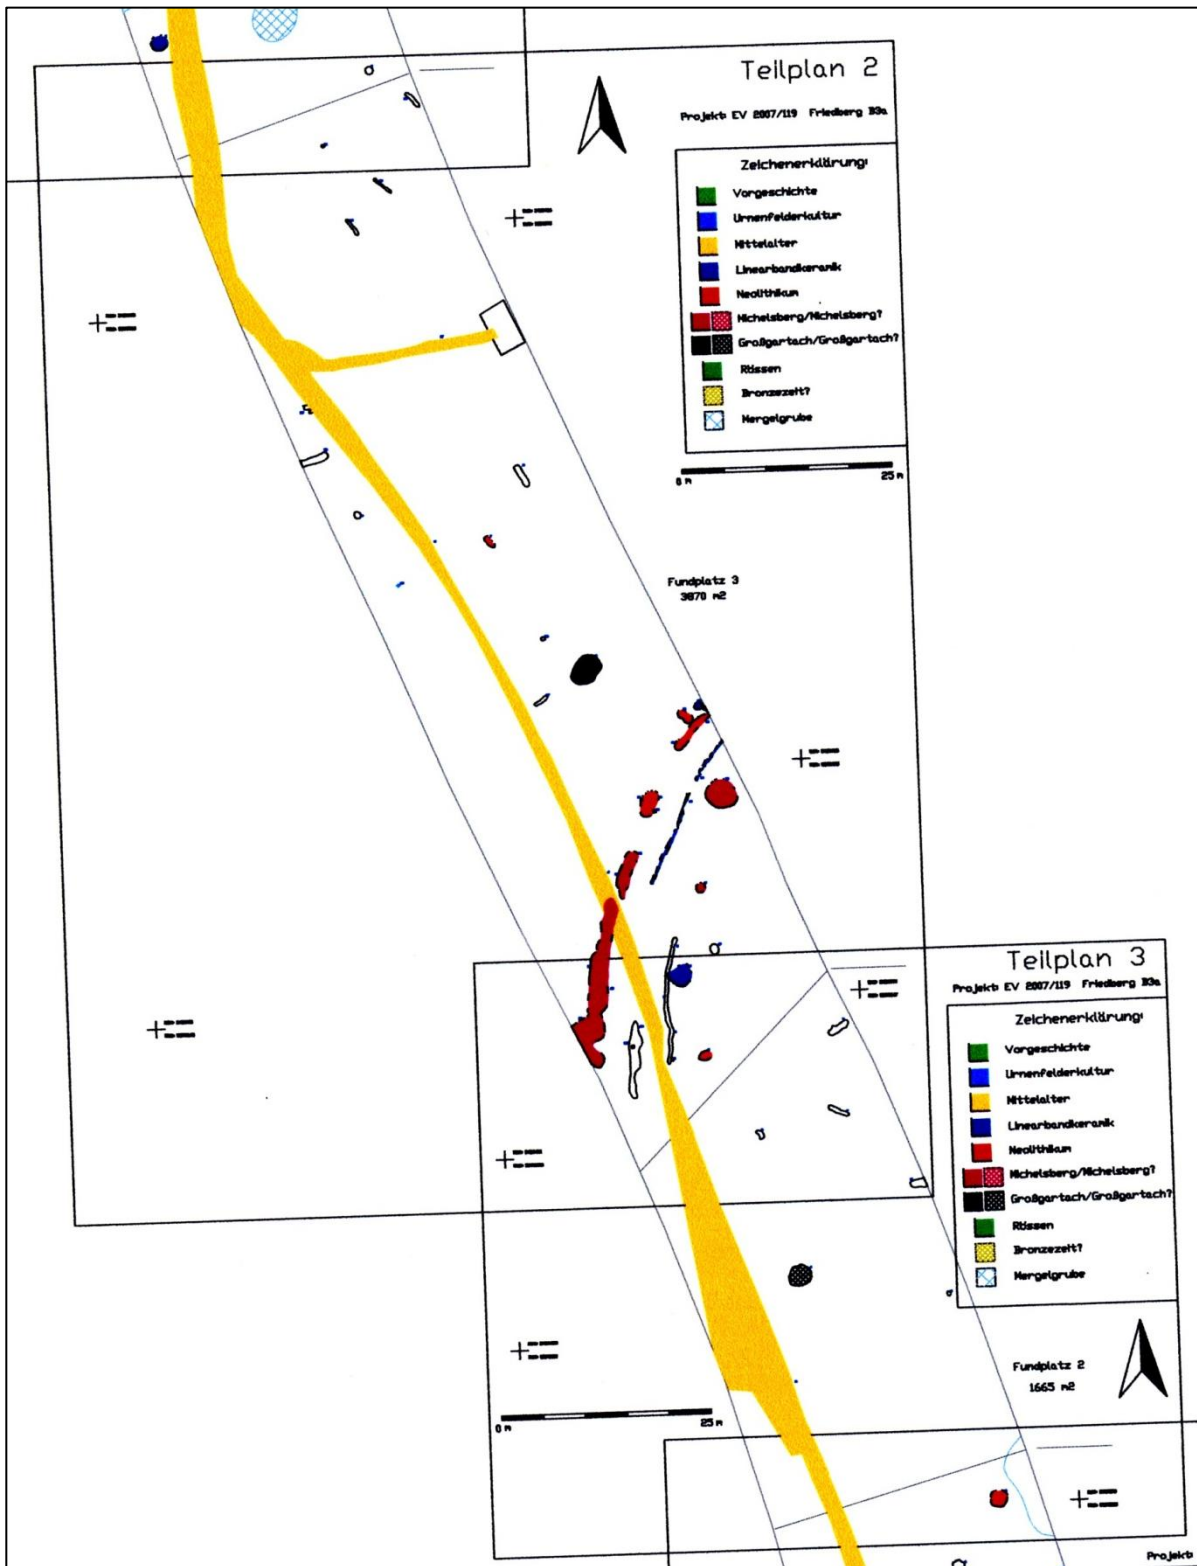 Teilplan 2
Projekt: EV 2007/119 Friedberg B3a
Zeichenerklärung:
Vorgeschichte
Urnenfelderkultur
Mittelalter
Linearbandkeramik
Neolithikum
Michelsberg/Michelsberg?
Großgartach/Großgartach?
Rössen
Bronzezeit?
Mergelgrube
0 m
25 m
Fundplatz 3
3870 m2
Teilplan 3
Projekt: EV 2007/119 Friedberg B3a
Zeichenerklärung:
Vorgeschichte
Urnenfelderkultur
Mittelalter
Linearbandkeramik
Neolithikum
Michelsberg/Michelsberg?
Großgartach/Großgartach?
Rössen
Bronzezeit?
Mergelgrube
Fundplatz 2
1665 m2
0 m
25 m
Projekt: